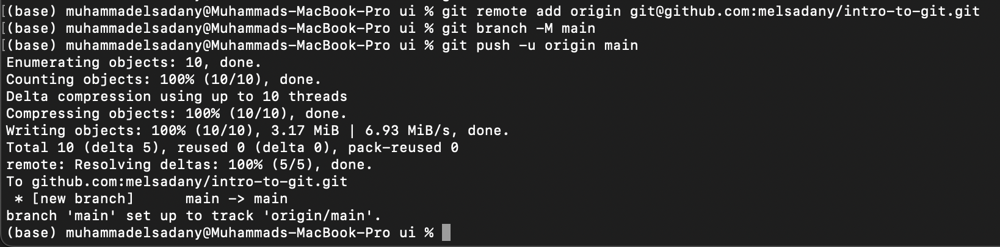 [(base) muhammadelsadany@Muhammads-MacBook-Pro ui % git remote add origin git@github.com:melsadany/intro-to-git.git
[(base) muhammadelsadany@Muhammads-MacBook-Pro ui % git branch -M main
[(base) muhammadelsadany@Muhammads-MacBook-Pro ui % git push -u origin main
Enumerating objects: 10, done.
Counting objects: 100% (10/10), done.
Delta compression using up to 10 threads
Compressing objects: 100% (10/10), done.
Writing objects: 100% (10/10), 3.17 MiB | 6.93 MiB/s, done.
Total 10 (delta 5), reused 0 (delta 0), pack-reused 0
remote: Resolving deltas: 100% (5/5), done.
To github.com:melsadany/intro-to-git.git
 * [new branch]      main -> main
branch 'main' set up to track 'origin/main'.
(base) muhammadelsadany@Muhammads-MacBook-Pro ui %